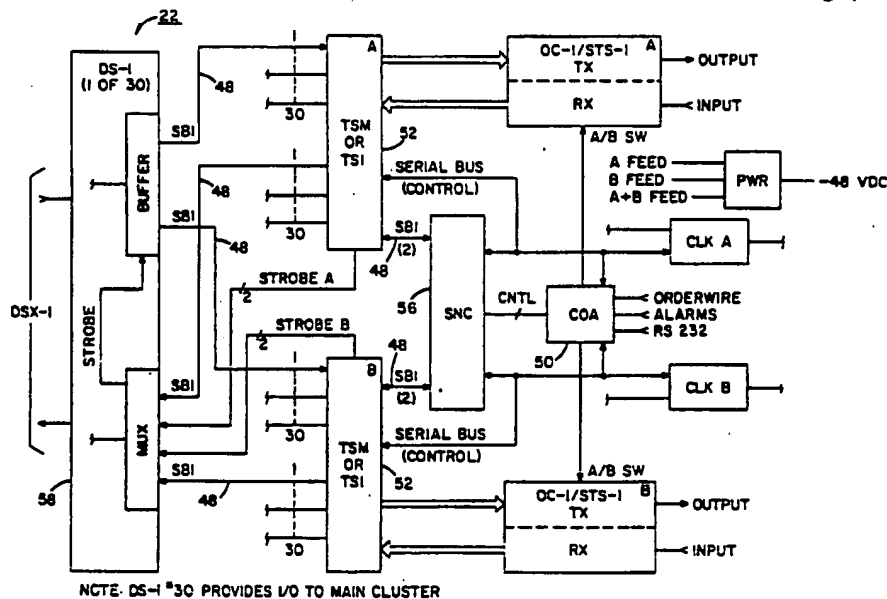 22
DS-1
(1 OF 30)
SBI
48
BUFFER
SBI
48
DSX-1
STROBE
MUX
SBI
SBI
48
58
48
30
30
STROBE A
2
STROBE B
2
30
30
A
TSM
OR
TSI
52
SERIAL BUS
(CONTROL)
SBI
(2)
48
56
SNC
48
SBI
(2)
B
TSM
OR
TSI
52
SERIAL BUS
(CONTROL)
OC-1/STS-1
A
TX
RX
OUTPUT
INPUT
A/B SW
A FEED
B FEED
A+B FEED
PWR
-48 VDC
CLK A
CNTL
COA
50
ORDERWIRE
ALARMS
RS 232
CLK B
A/B SW
OC-1/STS-1
B
TX
RX
OUTPUT
INPUT
NOTE: DS-1 #30 PROVIDES I/O TO MAIN CLUSTER